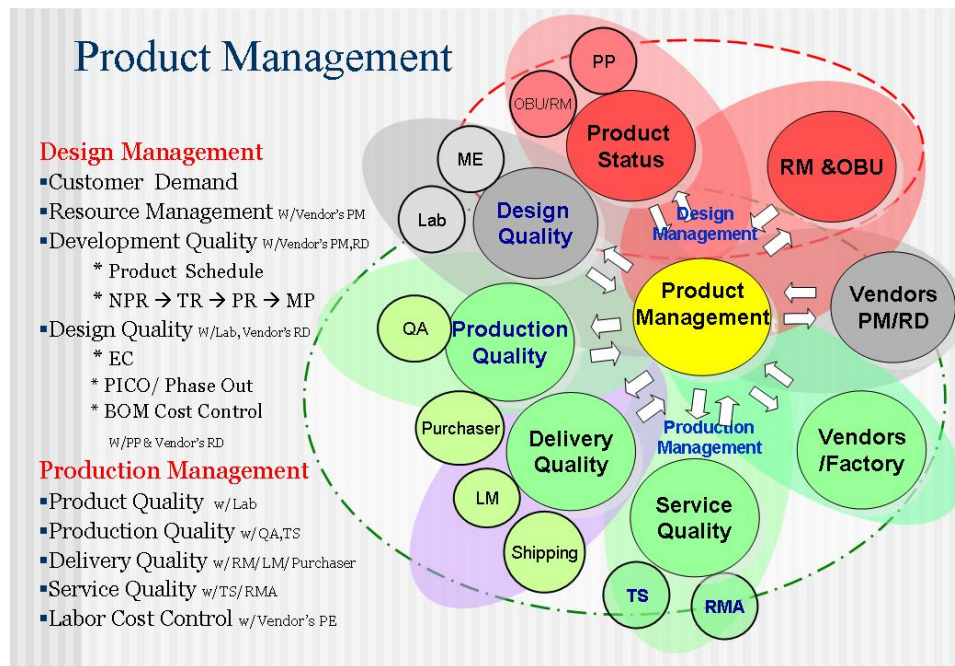 Product Management
Design Management
▪Customer Demand
▪Resource Management W/Vendor's PM
▪Development Quality W/Vendor's PM,RD
* Product Schedule
* NPR → TR → PR → MP
▪Design Quality W/Lab, Vendor's RD
* EC
* PICO/ Phase Out
* BOM Cost Control
W/PP & Vendor's RD
Production Management
▪Product Quality w/Lab
▪Production Quality w/QA,TS
▪Delivery Quality w/RM/LM/Purchaser
▪Service Quality w/TS/RMA
▪Labor Cost Control w/Vendor's PE
PP
OBU/RM
Product
Status
RM &OBU
ME
Lab
Design
Quality
Design
Management
Product
Management
Vendors
PM/RD
QA
Production
Quality
Purchaser
Delivery
Quality
Production
Management
Vendors
/Factory
LM
Service
Quality
Shipping
TS
RMA